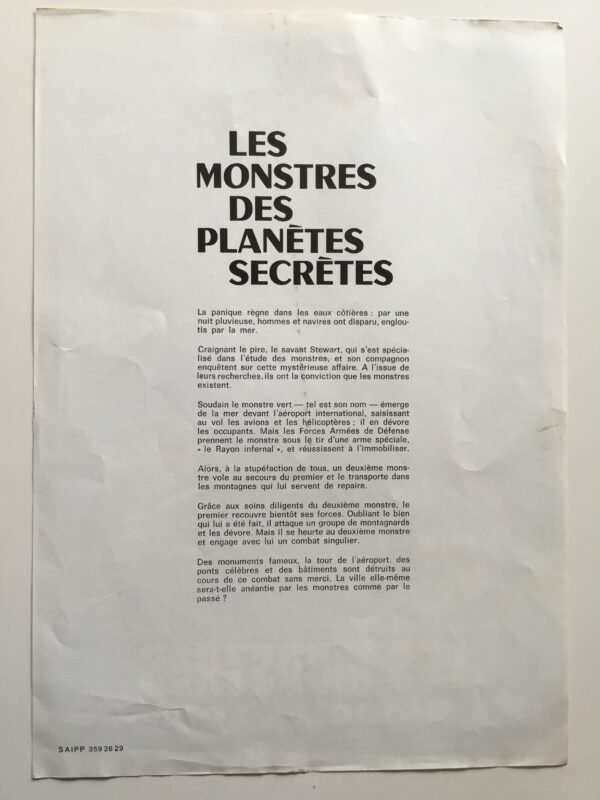 LES
MONSTRES
DES
PLANÈTES
SECRÈTES
La panique règne dans les eaux côtières : par une
nuit pluvieuse, hommes et navires ont disparu, englou-
tis par la mer.
Craignant le pire, le savant Stewart, qui s'est spécia-
lisé dans l'étude des monstres, et son compagnon
enquêtent sur cette mystérieuse affaire. A l'issue de
leurs recherches, ils ont la conviction que les monstres
existent.
Soudain le monstre vert — tel est son nom — émerge
de la mer devant l'aéroport international, saisissant
au vol les avions et les hélicoptères ; il en dévore
les occupants. Mais les Forces Armées de Défense
prennent le monstre sous le tir d'une arme spéciale,
« le Rayon infernal », et réussissent à l'immobiliser.
Alors, à la stupéfaction de tous, un deuxième mons-
tre vole au secours du premier et le transporte dans
les montagnes qui lui servent de repaire.
Grâce aux soins diligents du deuxième monstre, le
premier recouvre bientôt ses forces. Oubliant le bien
qui lui a été fait, il attaque un groupe de montagnards
et les dévore. Mais il se heurte au deuxième monstre
et engage avec lui un combat singulier.
Des monuments fameux, la tour de l'aéroport, des
ponts célèbres et des bâtiments sont détruits au
cours de ce combat sans merci. La ville elle-même
sera-t-elle anéantie par les monstres comme par le
passé ?
SAIPP 359 26 29